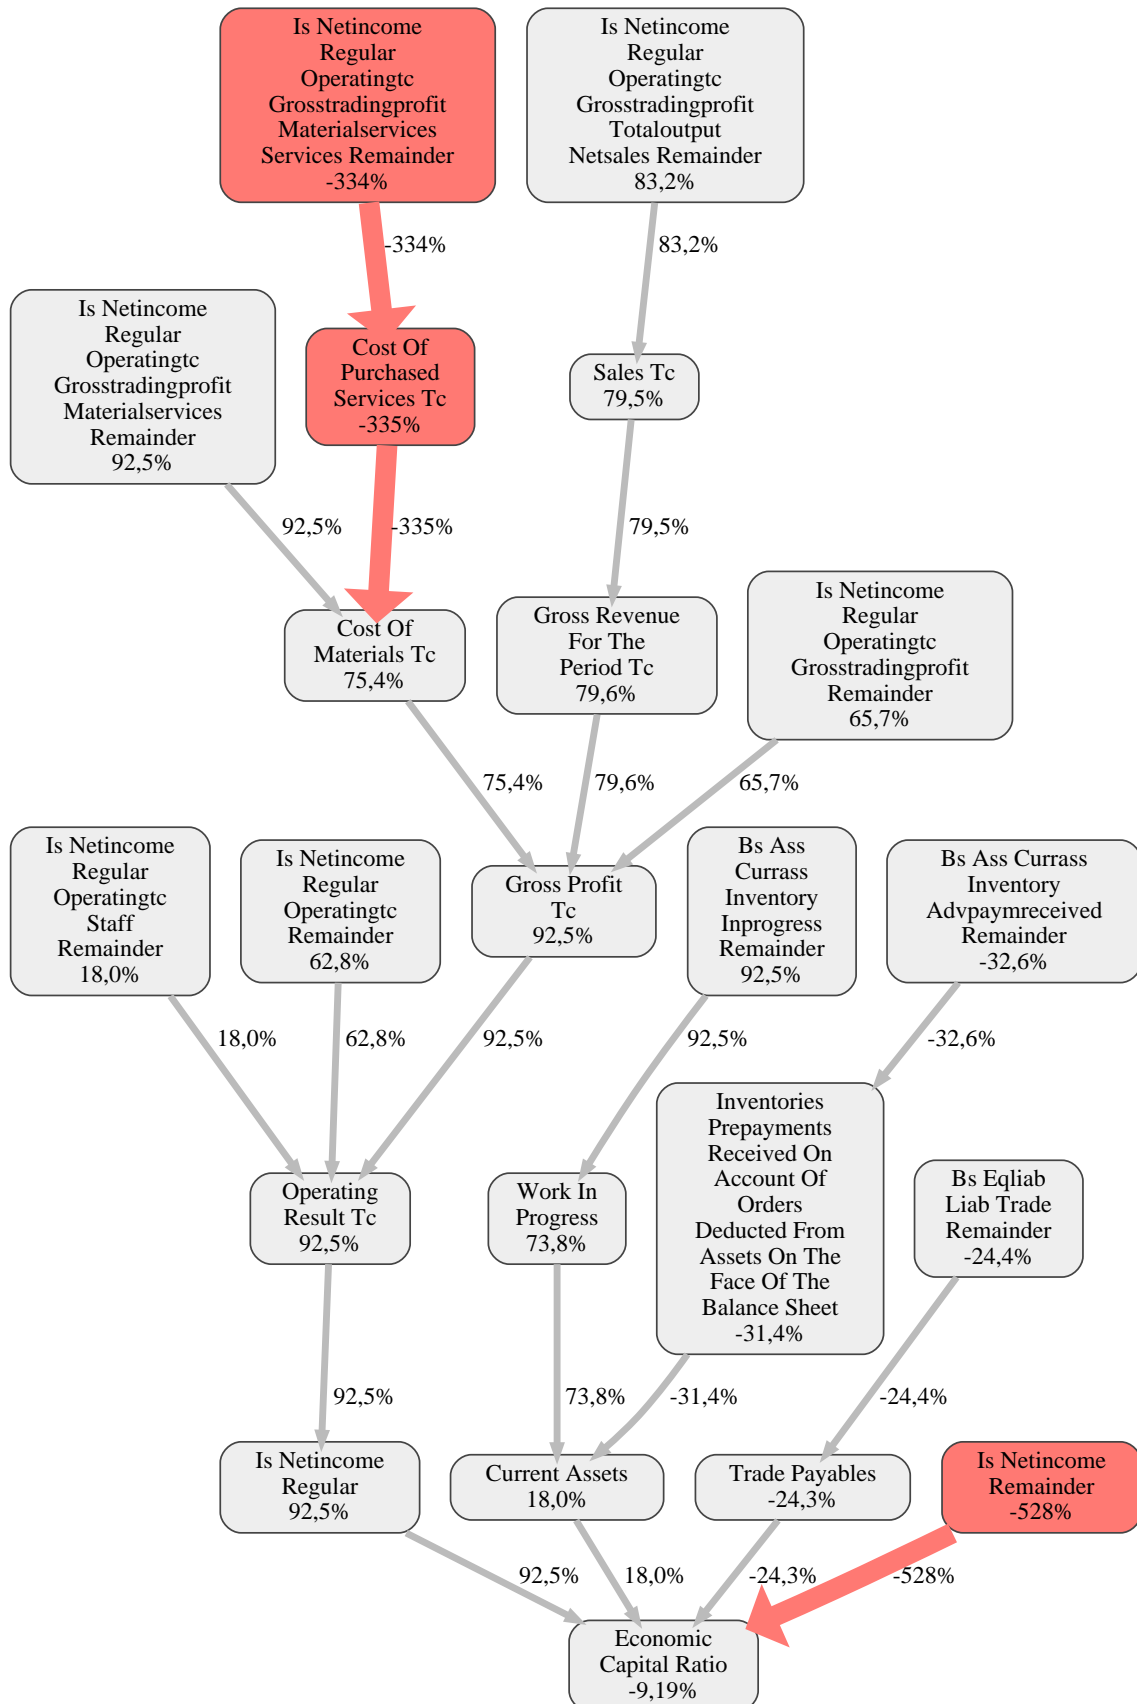 Is Netincome
Regular
Operatingtc
Grosstradingprofit
Materialservices
Services Remainder
-334%
Is Netincome
Regular
Operatingtc
Grosstradingprofit
Totaloutput
Netsales Remainder
83,2%
-334%
83,2%
Is Netincome
Regular
Operatingtc
Grosstradingprofit
Materialservices
Remainder
92,5%
Cost Of
Purchased
Services Tc
-335%
Sales Tc
79,5%
92,5%
-335%
79,5%
Cost Of
Materials Tc
75,4%
Gross Revenue
For The
Period Tc
79,6%
Is Netincome
Regular
Operatingtc
Grosstradingprofit
Remainder
65,7%
75,4%
79,6%
65,7%
Is Netincome
Regular
Operatingtc
Staff
Remainder
18,0%
Is Netincome
Regular
Operatingtc
Remainder
62,8%
Gross Profit
Tc
92,5%
Bs Ass
Currass
Inventory
Inprogress
Remainder
92,5%
Bs Ass Currass
Inventory
Advpaymreceived
Remainder
-32,6%
18,0%
62,8%
92,5%
92,5%
-32,6%
Operating
Result Tc
92,5%
Work In
Progress
73,8%
Inventories
Prepayments
Received On
Account Of
Orders
Deducted From
Assets On The
Face Of The
Balance Sheet
-31,4%
Bs Eqliab
Liab Trade
Remainder
-24,4%
92,5%
73,8%
-31,4%
-24,4%
Is Netincome
Regular
92,5%
Current Assets
18,0%
Trade Payables
-24,3%
Is Netincome
Remainder
-528%
92,5%
18,0%
-24,3%
-528%
Economic
Capital Ratio
-9,19%